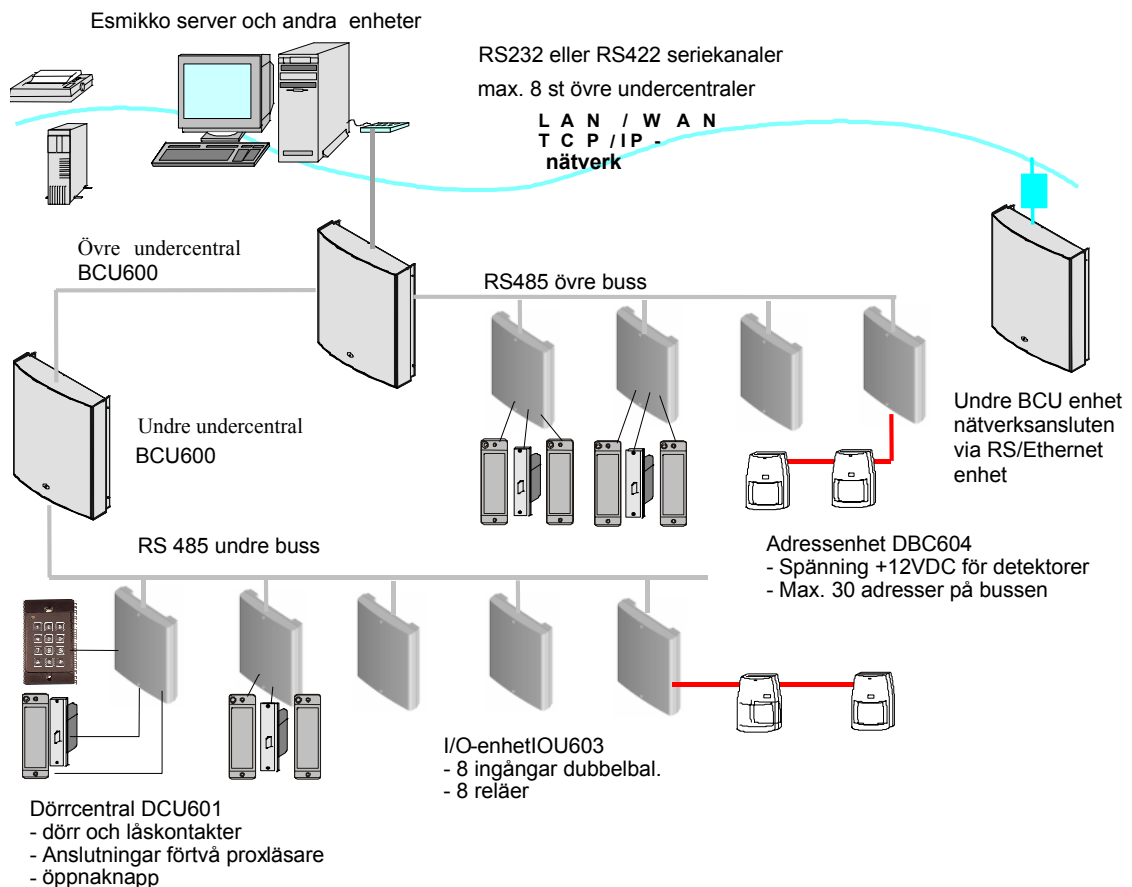 Esmikko server och andra enheter
RS232 eller RS422 seriekanaler
max. 8 st övre undercentraler
L A N / W A N
T C P / I P -
nätverk
Övre undercentral
BCU600
RS485 övre buss
Undre undercentral
BCU600
Undre BCU enhet
nätverksansluten
via RS/Ethernet
enhet
RS 485 undre buss
Adressenhet DBC604
- Spänning +12VDC för detektorer
- Max. 30 adresser på bussen
I/O-enhetIOU603
- 8 ingångar dubbelbal.
- 8 reläer
Dörrcentral DCU601
- dörr och låskontakter
- Anslutningar förtvå proxläsare
- öppnaknapp